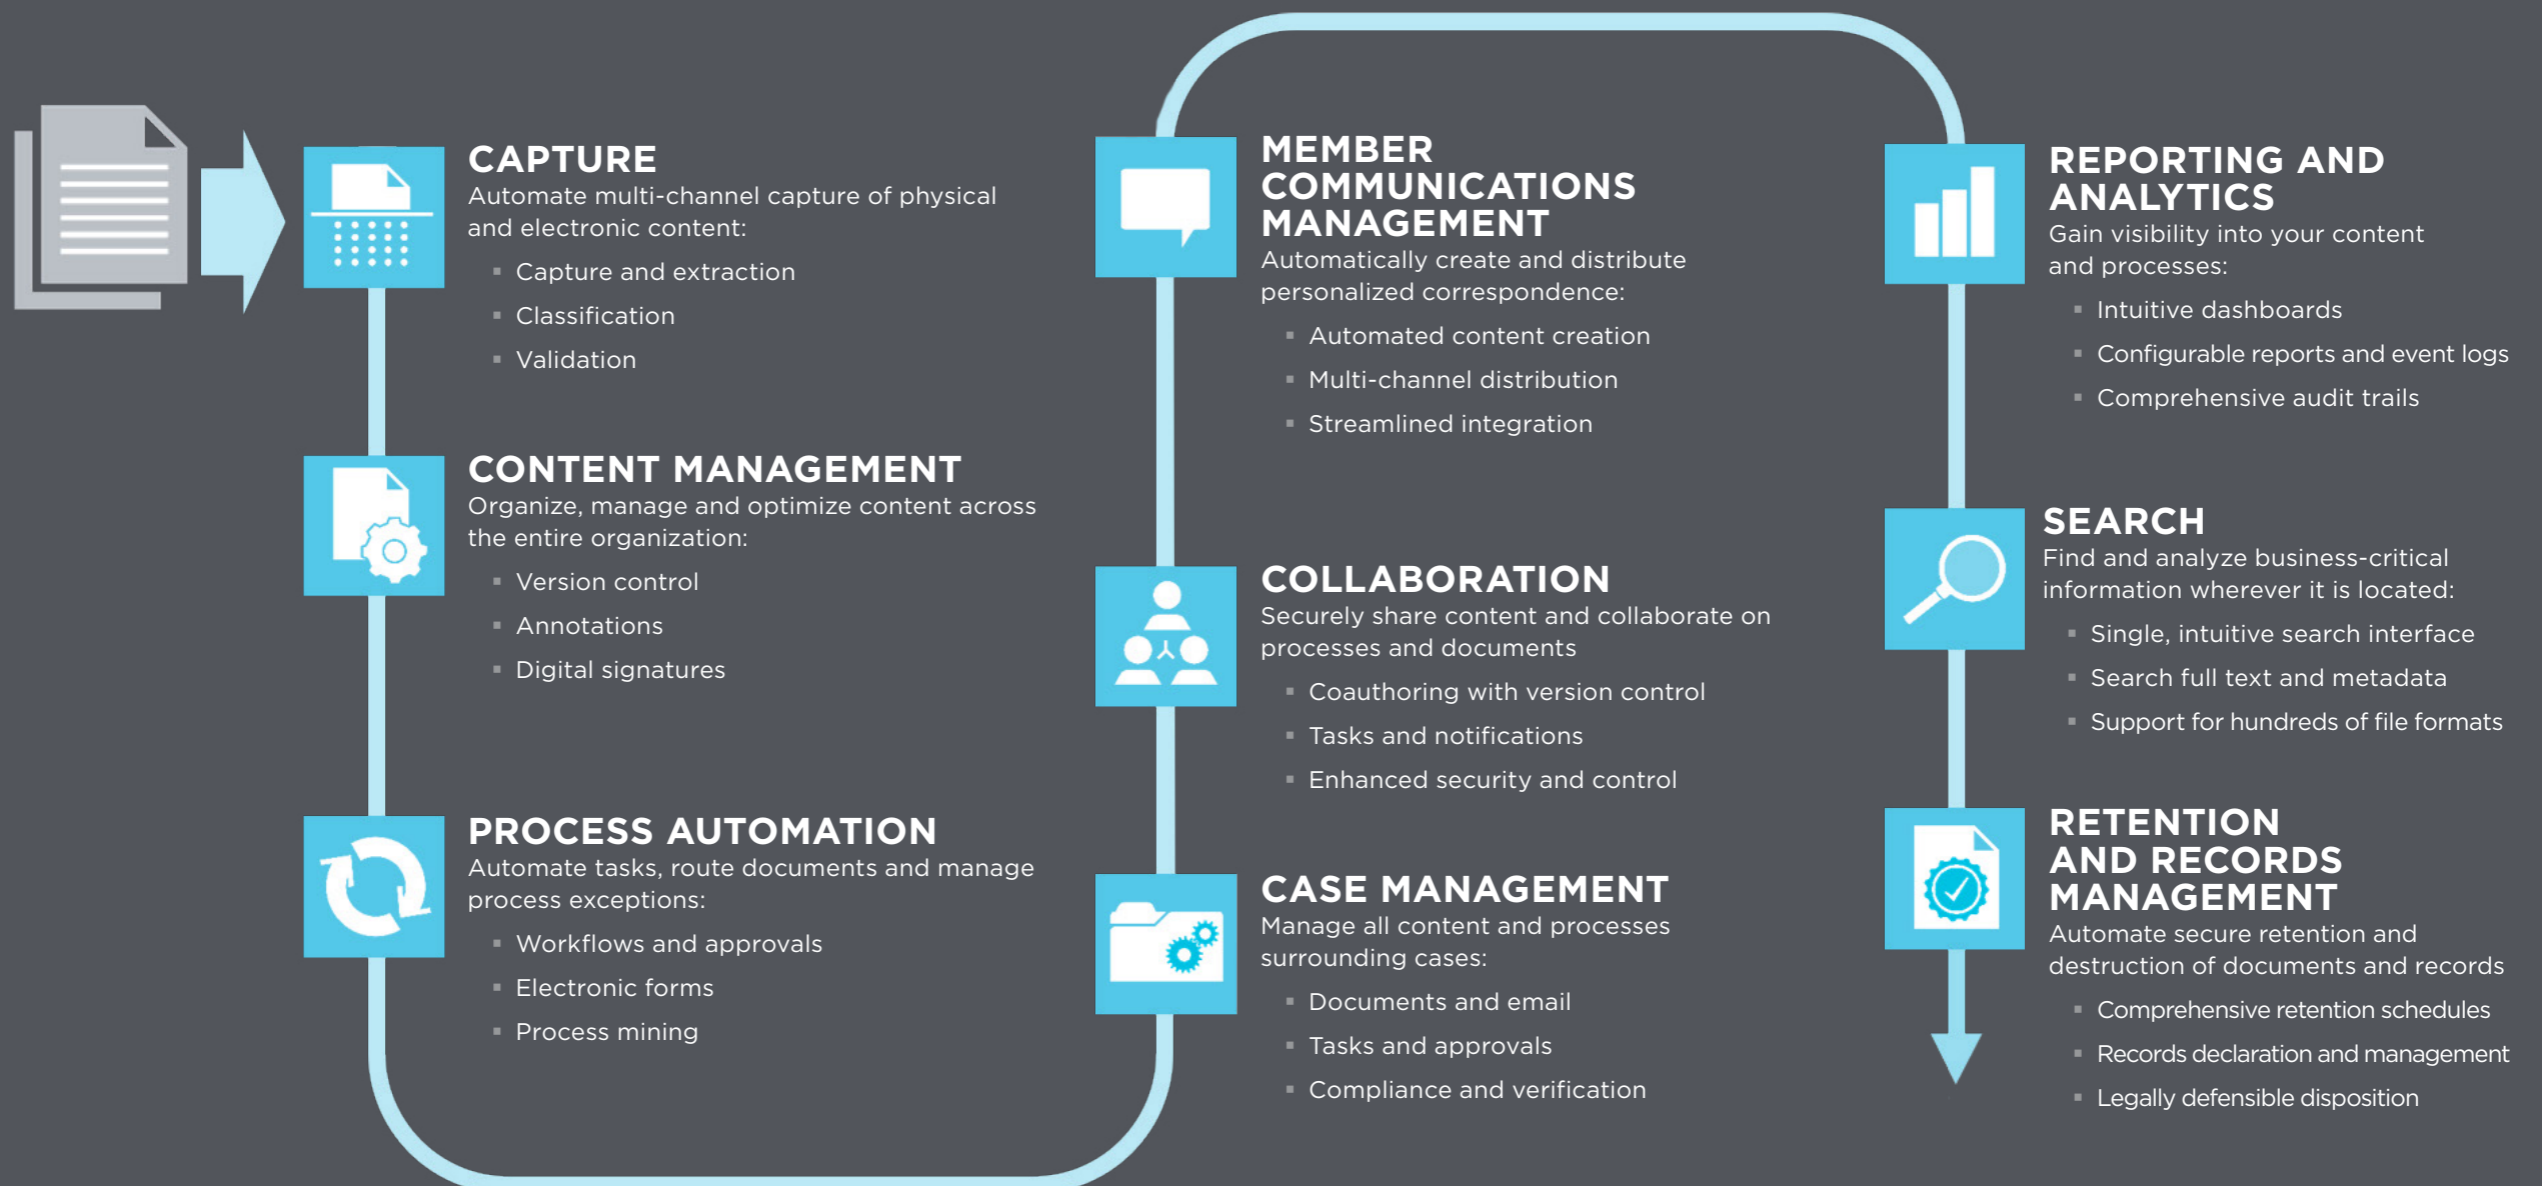 CAPTURE
Automate multi-channel capture of physical
and electronic content:
▪ Capture and extraction
▪ Classification
▪ Validation
CONTENT MANAGEMENT
Organize, manage and optimize content across
the entire organization:
▪ Version control
▪ Annotations
▪ Digital signatures
PROCESS AUTOMATION
Automate tasks, route documents and manage
process exceptions:
▪ Workflows and approvals
▪ Electronic forms
▪ Process mining
MEMBER
COMMUNICATIONS
MANAGEMENT
Automatically create and distribute
personalized correspondence:
▪ Automated content creation
▪ Multi-channel distribution
▪ Streamlined integration
COLLABORATION
Securely share content and collaborate on
processes and documents
▪ Coauthoring with version control
▪ Tasks and notifications
▪ Enhanced security and control
CASE MANAGEMENT
Manage all content and processes
surrounding cases:
▪ Documents and email
▪ Tasks and approvals
▪ Compliance and verification
REPORTING AND
ANALYTICS
Gain visibility into your content
and processes:
▪ Intuitive dashboards
▪ Configurable reports and event logs
▪ Comprehensive audit trails
SEARCH
Find and analyze business-critical
information wherever it is located:
▪ Single, intuitive search interface
▪ Search full text and metadata
▪ Support for hundreds of file formats
RETENTION
AND RECORDS
MANAGEMENT
Automate secure retention and
destruction of documents and records
▪ Comprehensive retention schedules
▪ Records declaration and management
▪ Legally defensible disposition